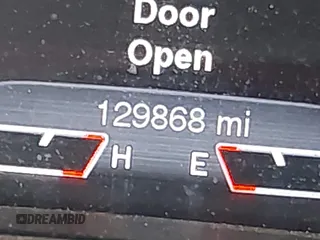 Door
Open
129868 mi
H E
DREAMBID